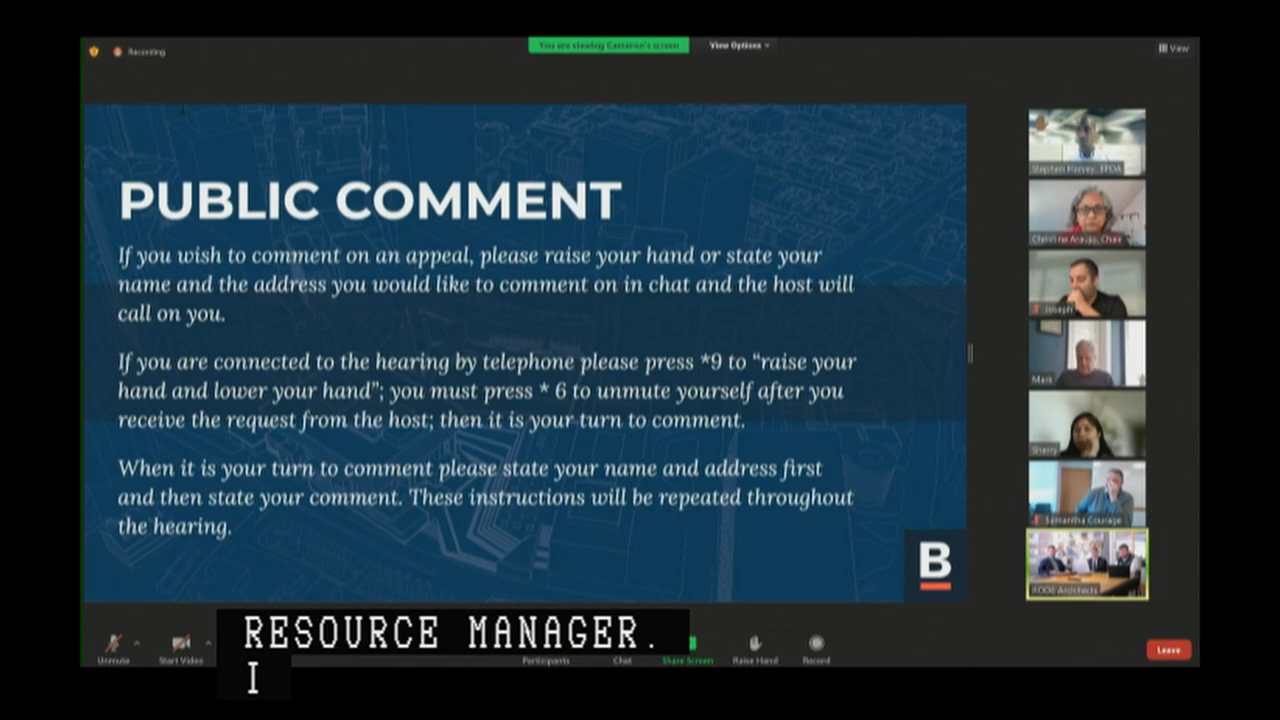 Recording
You are viewing Cameron's screen
View Options
View
PUBLIC COMMENT
If you wish to comment on an appeal, please raise your hand or state your
name and the address you would like to comment on in chat and the host will
call on you.
If you are connected to the hearing by telephone please press *9 to “raise your
hand and lower your hand”; you must press * 6 to unmute yourself after you
receive the request from the host; then it is your turn to comment.
When it is your turn to comment please state your name and address first
and then state your comment. These instructions will be repeated throughout
the hearing.
B
Stephen Harvey,
Christine Araujo, Chair
Joseph
Mark
Sherry
Samantha Courage
Architects
Unmute
Start Video
Participants
Chat
Share Screen
Raise Hand
Record
Leave
RESOURCE MANAGER.
I